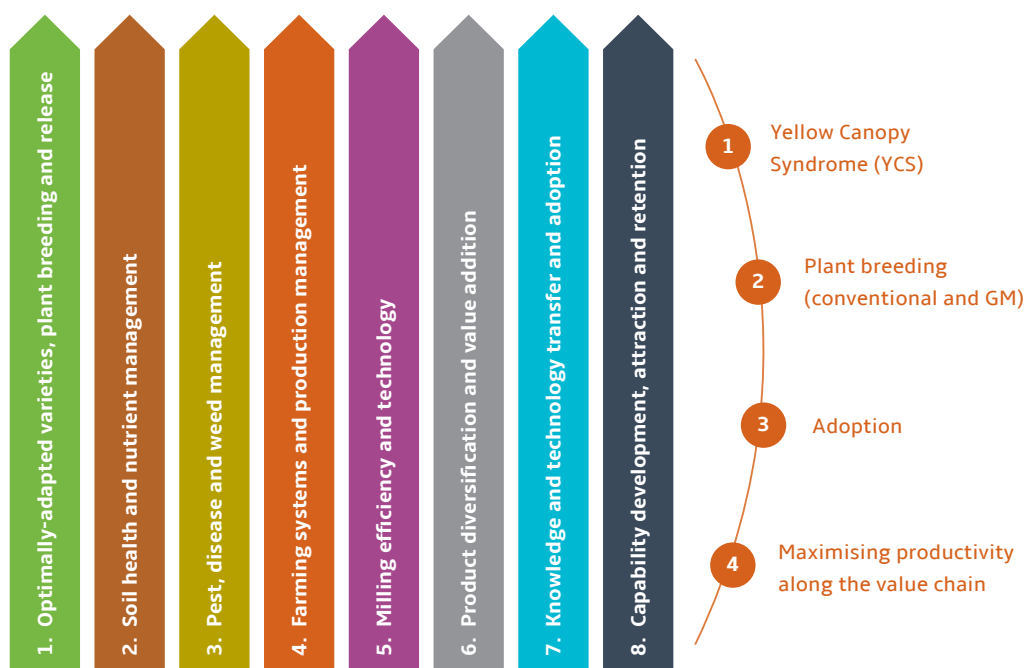 1. Optimally-adapted varieties, plant breeding and release
2. Soil health and nutrient management
3. Pest, disease and weed management
4. Farming systems and production management
5. Milling efficiency and technology
6. Product diversification and value addition
7. Knowledge and technology transfer and adoption
8. Capability development, attraction and retention
1
Yellow Canopy
Syndrome (YCS)
2
Plant breeding
(conventional and GM)
3
Adoption
4
Maximising productivity
along the value chain